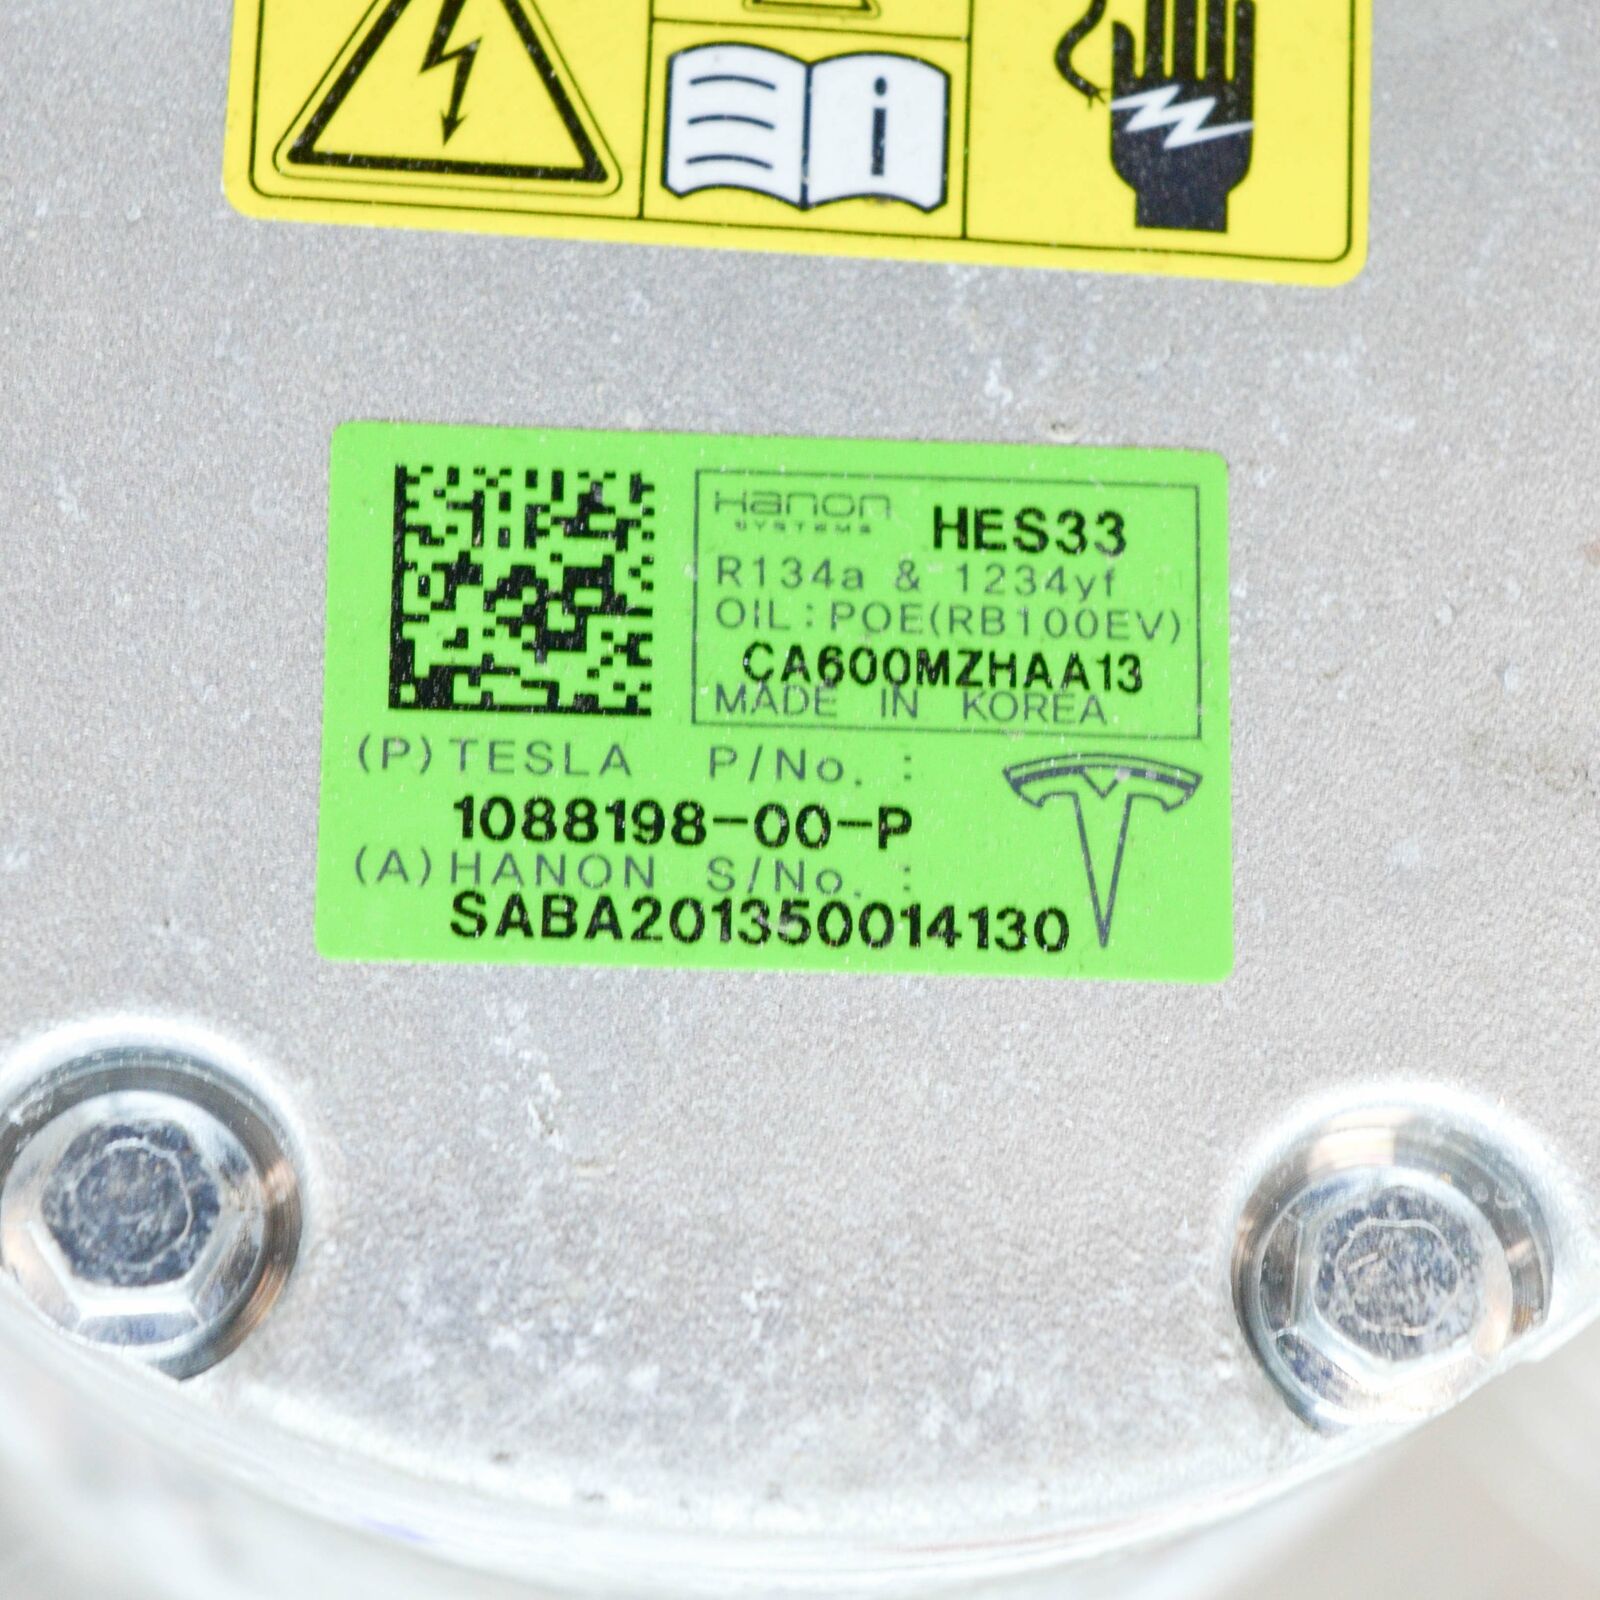 i
Hanon
SYSTEMS
HES33
R134a & 1234yf
OIL:POE(RB100EV)
CA600MZHAA13
MADE IN KOREA
(P)TESLA P/No. :
1088198-00-P
(A)HANON S/No. :
SABA201350014130